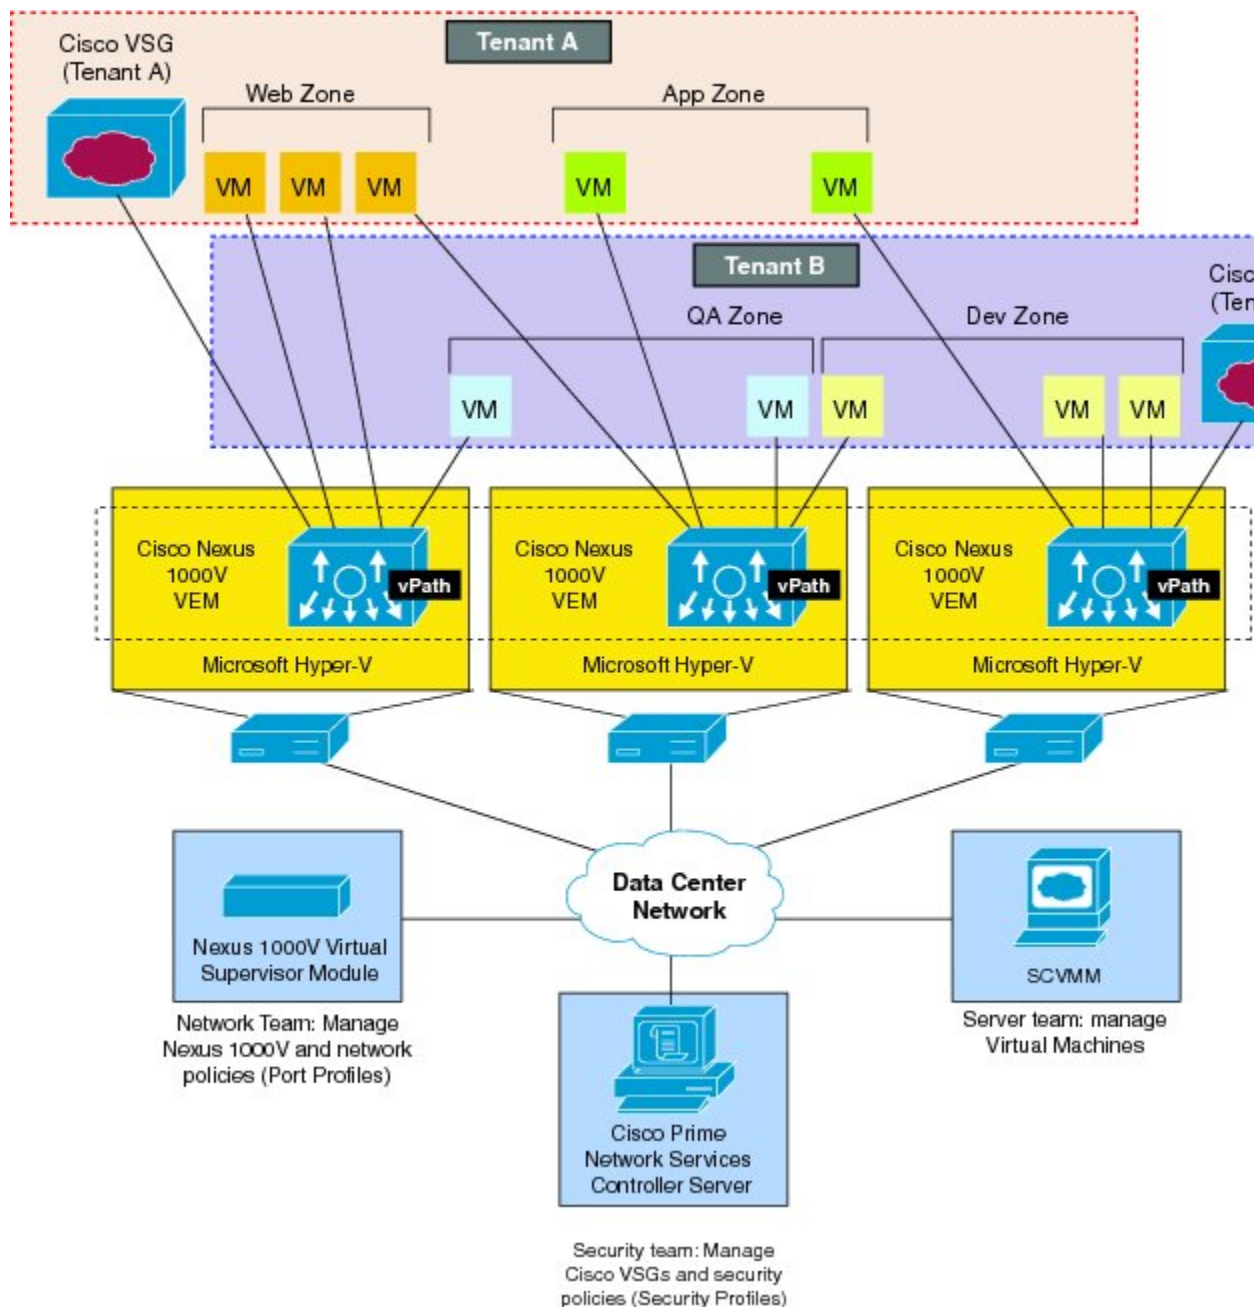 Cisco VSG
(Tenant A)
Tenant A
Web Zone
App Zone
VM
VM
VM
VM
VM
Tenant B
QA Zone
Dev Zone
VM
VM
VM
VM
VM
Cisco Nexus
1000V
VEM
vPath
Microsoft Hyper-V
Cisco Nexus
1000V
VEM
vPath
Microsoft Hyper-V
Cisco Nexus
1000V
VEM
vPath
Microsoft Hyper-V
Data Center
Network
Nexus 1000V Virtual
Supervisor Module
Network Team: Manage
Nexus 1000V and network
policies (Port Profiles)
SCVMM
Server team: manage
Virtual Machines
Cisco Prime
Network Services
Controller Server
Security team: Manage
Cisco VSGs and security
policies (Security Profiles)